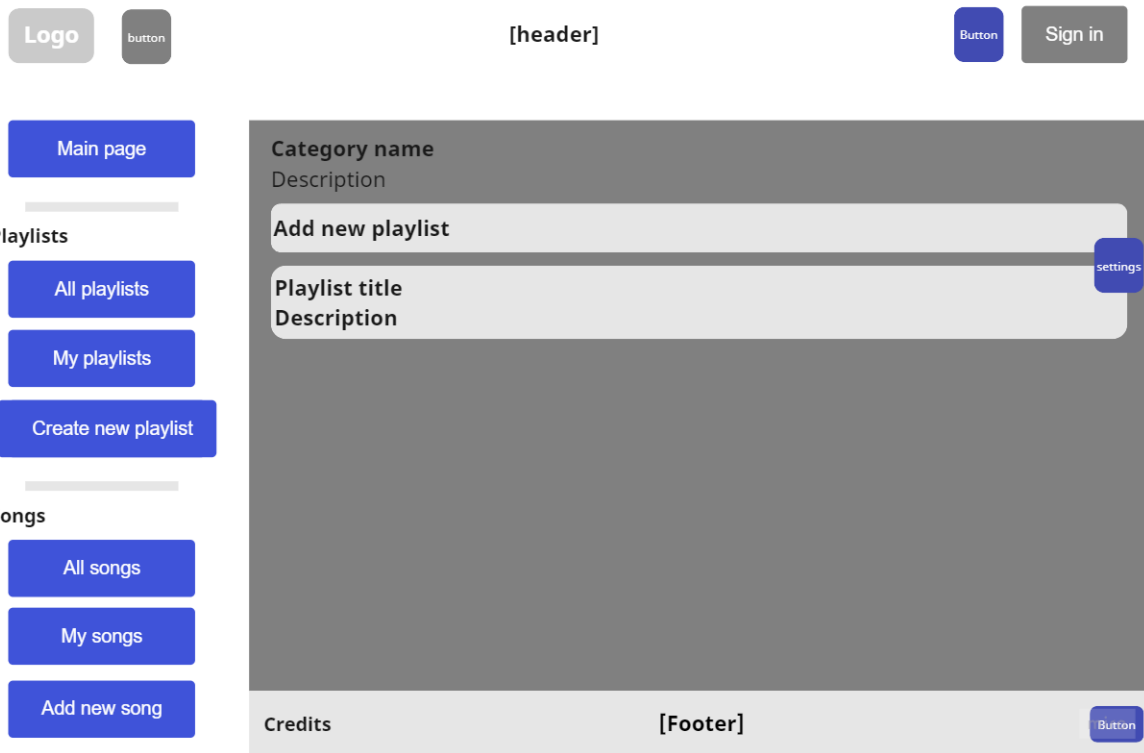 Logo
button
[header]
Button
Sign in
Main page
laylists
All playlists
My playlists
Create new playlist
ongs
All songs
My songs
Add new song
Category name
Description
Add new playlist
settings
Playlist title
Description
Credits
[Footer]
Button